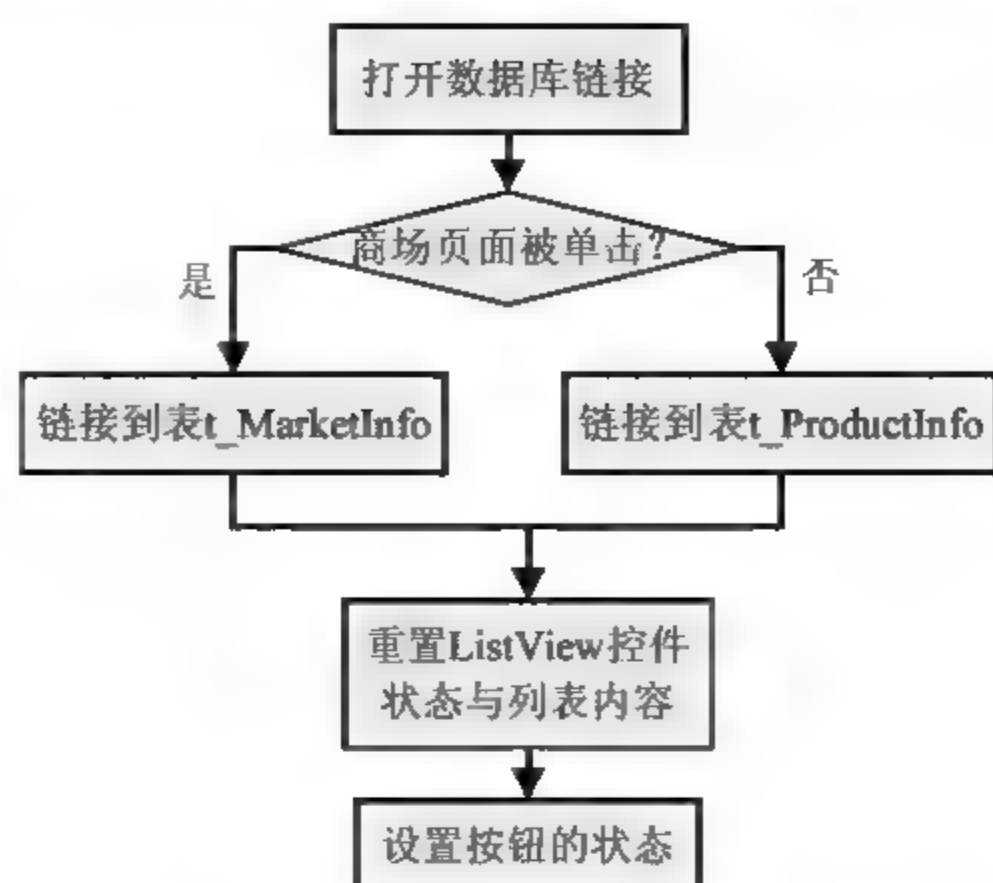 打开数据库链接
商场页面被单击?
是
否
链接到表t_MarketInfo
链接到表t_ProductInfo
重置ListView控件
状态与列表内容
设置按钮的状态